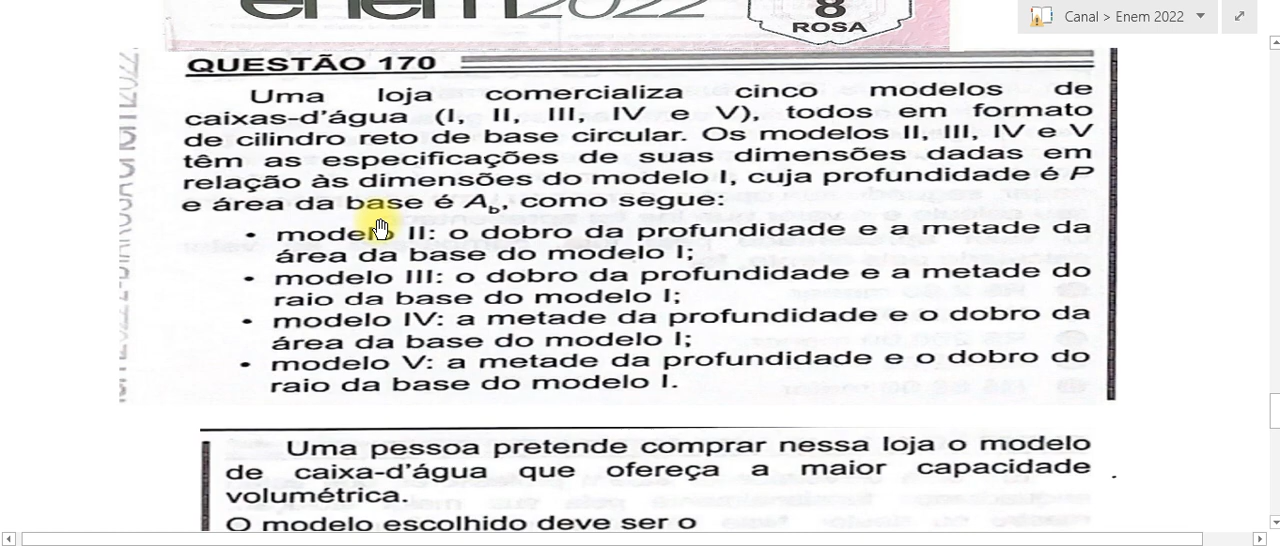 enem2022
8
ROSA
Canal > Enem 2022
QUESTÃO 170
Uma loja comercializa cinco modelos de
caixas-d'água (I, II, III, IV e V), todos em formato
de cilindro reto de base circular. Os modelos II, III, IV e V
têm as especificações de suas dimensões dadas em
relação às dimensões do modelo I, cuja profundidade é P
e área da base é A_b, como segue:
• modelo II: o dobro da profundidade e a metade da
área da base do modelo I;
• modelo III: o dobro da profundidade e a metade do
raio da base do modelo I;
• modelo IV: a metade da profundidade e o dobro da
área da base do modelo I;
• modelo V: a metade da profundidade e o dobro do
raio da base do modelo I.
Uma pessoa pretende comprar nessa loja o modelo
de caixa-d'água que ofereça a maior capacidade
volumétrica.
O modelo escolhido deve ser o